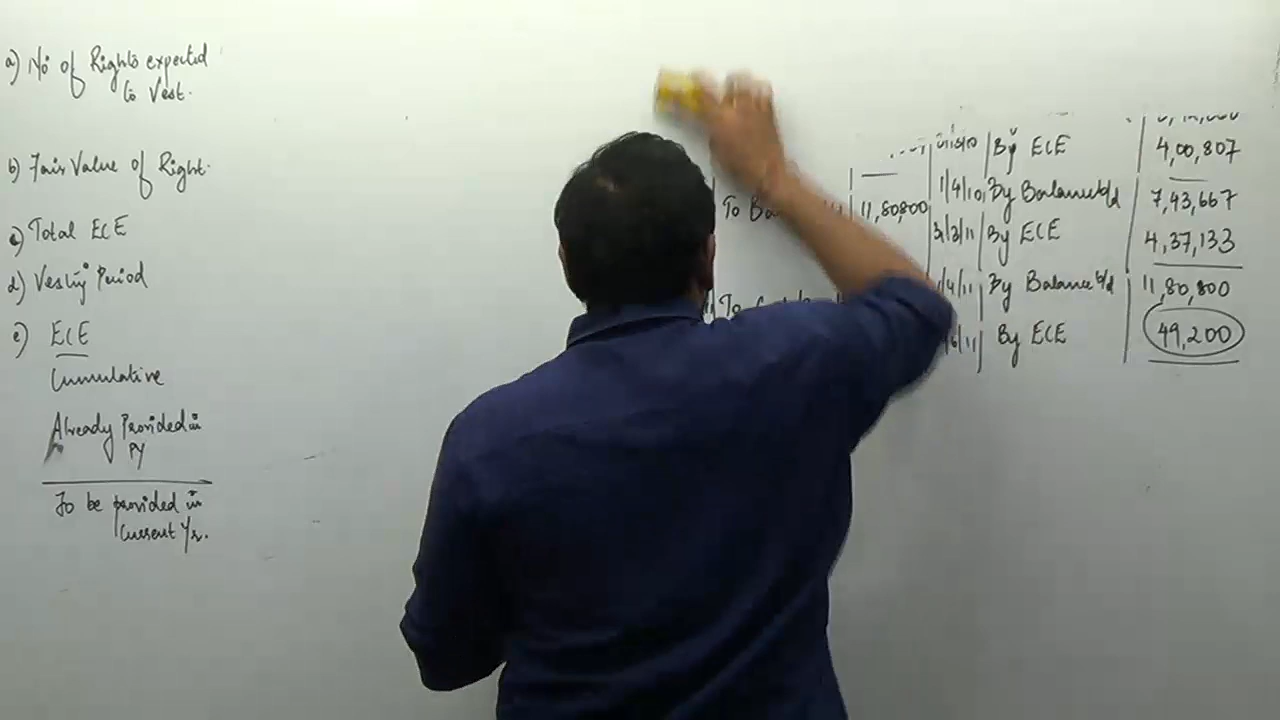 a) No of Rights expected
to Vest.
b) Fair Value of Right.
c) Total ECE
d) Vesting Period
e) ECE
Cumulative
Already Provided in
PY
To be provided in
Current Yr.
By ECE 4,00,807
To 11,80,800 1/4/10 By Balance b/d 7,43,667
31/3/11 By ECE 4,37,133
To 1/4/11 By Balance b/d 11,80,800
By ECE 49,200